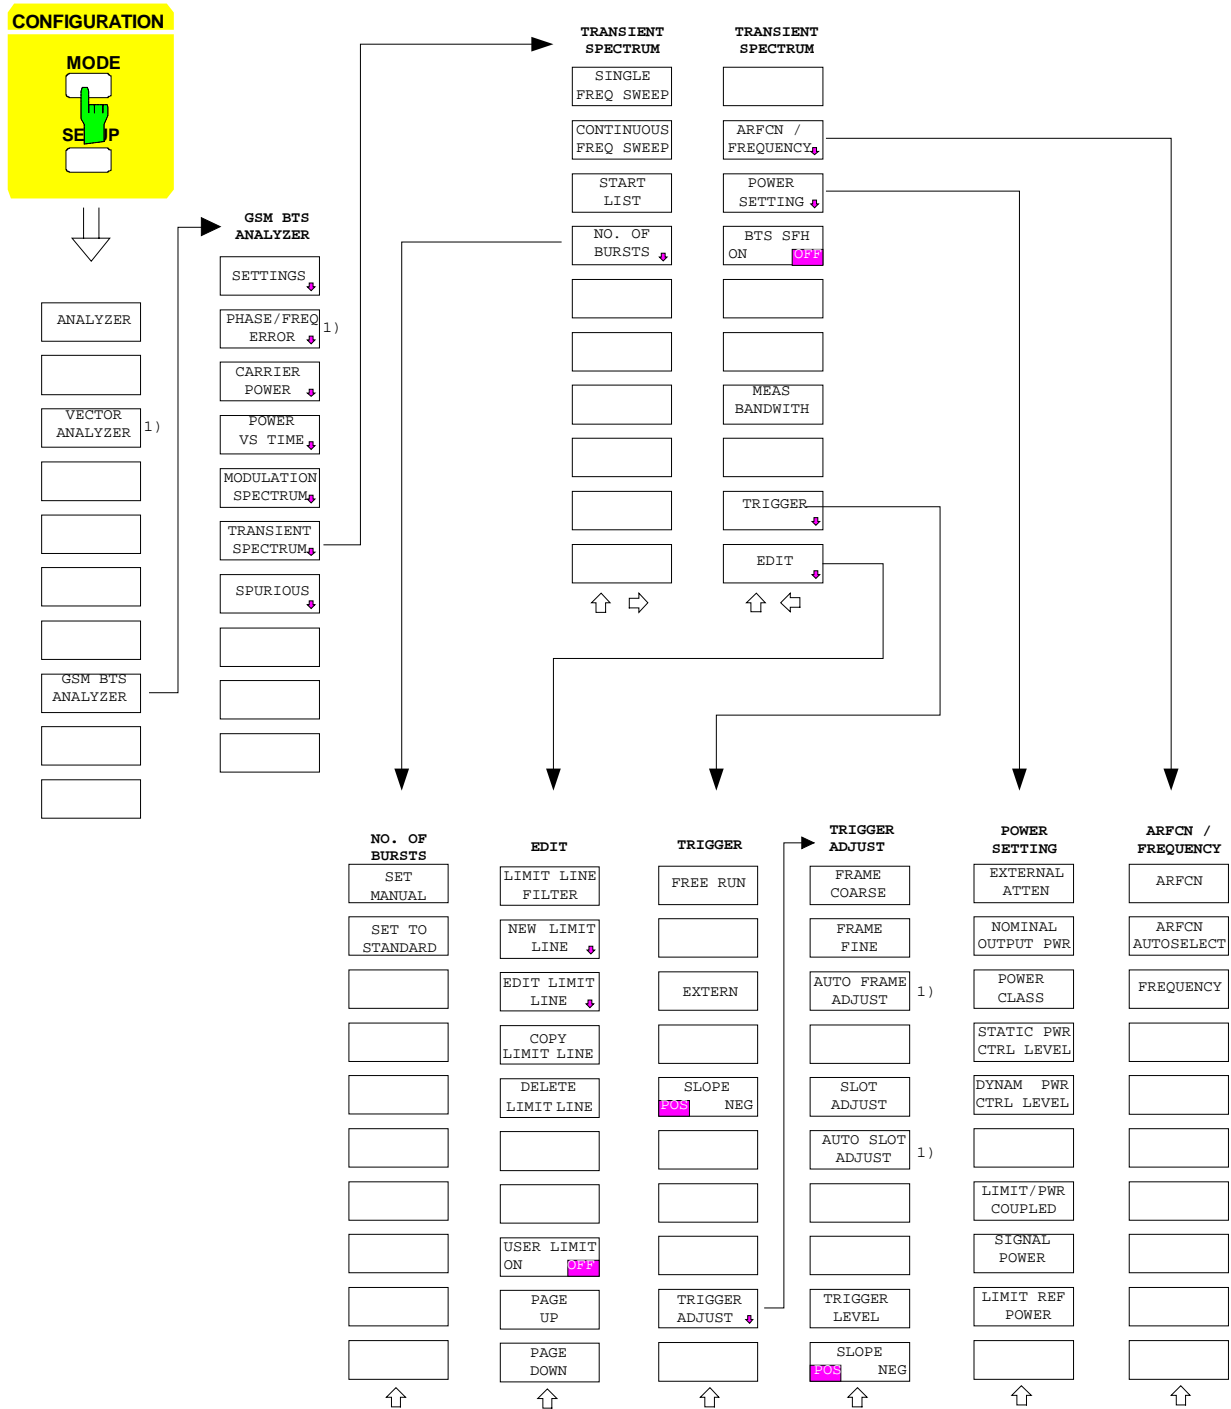 CONFIGURATION
MODE
SETUP
ANALYZER
VECTOR
ANALYZER
1)
GSM BTS
ANALYZER
GSM BTS
ANALYZER
SETTINGS
PHASE/FREQ
ERROR
1)
CARRIER
POWER
POWER
VS TIME
MODULATION
SPECTRUM
TRANSIENT
SPECTRUM
SPURIOUS
TRANSIENT
SPECTRUM
SINGLE
FREQ SWEEP
CONTINUOUS
FREQ SWEEP
START
LIST
NO. OF
BURSTS
TRANSIENT
SPECTRUM
ARFCN /
FREQUENCY
POWER
SETTING
BTS SFH
ON OFF
MEAS
BANDWITH
TRIGGER
EDIT
NO. OF
BURSTS
SET
MANUAL
SET TO
STANDARD
EDIT
LIMIT LINE
FILTER
NEW LIMIT
LINE
EDIT LIMIT
LINE
COPY
LIMIT LINE
DELETE
LIMIT LINE
USER LIMIT
ON OFF
PAGE
UP
PAGE
DOWN
TRIGGER
FREE RUN
EXTERN
SLOPE
POS NEG
TRIGGER
ADJUST
TRIGGER
ADJUST
FRAME
COARSE
FRAME
FINE
AUTO FRAME
ADJUST
1)
SLOT
ADJUST
AUTO SLOT
ADJUST
1)
TRIGGER
LEVEL
SLOPE
POS NEG
POWER
SETTING
EXTERNAL
ATTEN
NOMINAL
OUTPUT PWR
POWER
CLASS
STATIC PWR
CTRL LEVEL
DYNAM PWR
CTRL LEVEL
LIMIT/PWR
COUPLED
SIGNAL
POWER
LIMIT REF
POWER
ARFCN /
FREQUENCY
ARFCN
ARFCN
AUTOSELECT
FREQUENCY